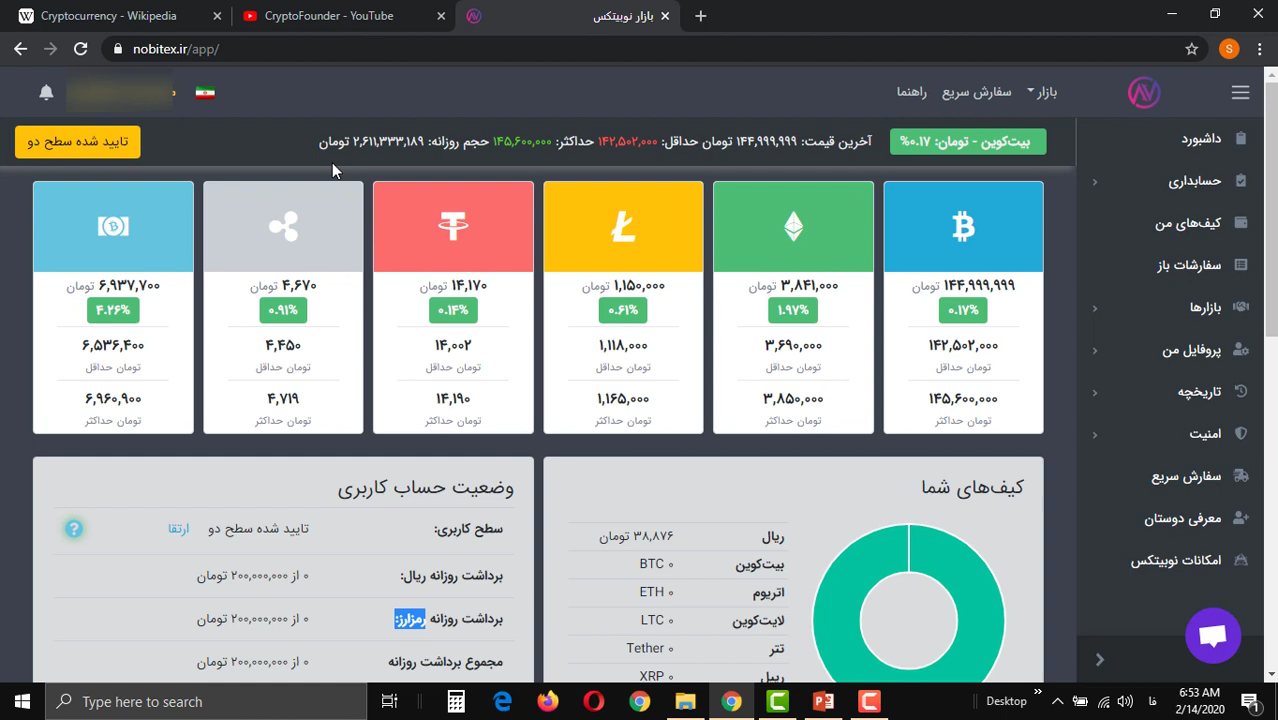 Cryptocurrency - Wikipedia
CryptoFounder - YouTube
بازار نوبیتکس
nobitex.ir/app/
S
بازار
سفارش سریع
راهنما
بیت‌کوین - تومان: ۰.۱۷%
آخرین قیمت: ۱۴۴,۹۹۹,۹۹۹ تومان حداقل: ۱۴۲,۵۰۲,۰۰۰ حداکثر: ۱۴۵,۶۰۰,۰۰۰ حجم روزانه: ۲,۶۱۱,۳۳۳,۱۸۹ تومان
تایید شده سطح دو
داشبورد
حسابداری
کیف‌های من
سفارشات باز
بازارها
پروفایل من
تاریخچه
امنیت
سفارش سریع
معرفی دوستان
امکانات نوبیتکس
۱۴۴,۹۹۹,۹۹۹ تومان
۰.۱۷%
۱۴۲,۵۰۲,۰۰۰
تومان حداقل
۱۴۵,۶۰۰,۰۰۰
تومان حداکثر
۳,۸۴۱,۰۰۰ تومان
۱.۹۷%
۳,۶۹۰,۰۰۰
تومان حداقل
۳,۸۵۰,۰۰۰
تومان حداکثر
۱,۱۵۰,۰۰۰ تومان
۰.۶۱%
۱,۱۱۸,۰۰۰
تومان حداقل
۱,۱۶۵,۰۰۰
تومان حداکثر
۱۴,۱۷۰ تومان
۰.۱۴%
۱۴,۰۰۲
تومان حداقل
۱۴,۱۹۰
تومان حداکثر
۴,۶۷۰ تومان
۰.۹۱%
۴,۴۵۰
تومان حداقل
۴,۷۱۹
تومان حداکثر
۶,۹۳۷,۷۰۰ تومان
۴.۲۶%
۶,۵۳۶,۴۰۰
تومان حداقل
۶,۹۶۰,۹۰۰
تومان حداکثر
کیف‌های شما
ریال ۳۸,۸۷۶ تومان
بیت‌کوین ۰ BTC
اتریوم ۰ ETH
لایت‌کوین ۰ LTC
تتر ۰ Tether
ریپل ۰ XRP
وضعیت حساب کاربری
سطح کاربری: تایید شده سطح دو ارتقا ?
برداشت روزانه ریال: ۰ از ۲۰۰,۰۰۰,۰۰۰ تومان
برداشت روزانه رمزارز: ۰ از ۲۰۰,۰۰۰,۰۰۰ تومان
مجموع برداشت روزانه ۰ از ۲۰۰,۰۰۰,۰۰۰ تومان
Type here to search
Desktop
فا
6:53 AM
2/14/2020
1